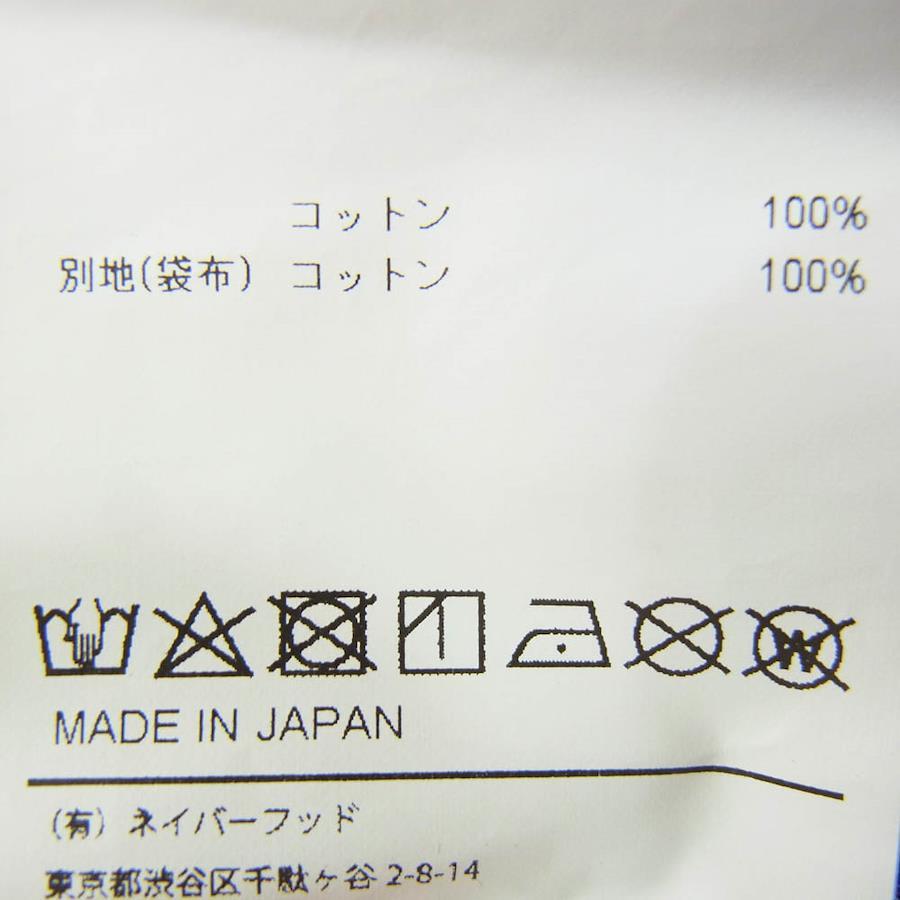 コットン 100%
別地(袋布) コットン 100%
W
MADE IN JAPAN
(有) ネイバーフッド
東京都渋谷区千駄ヶ谷 2-8-14